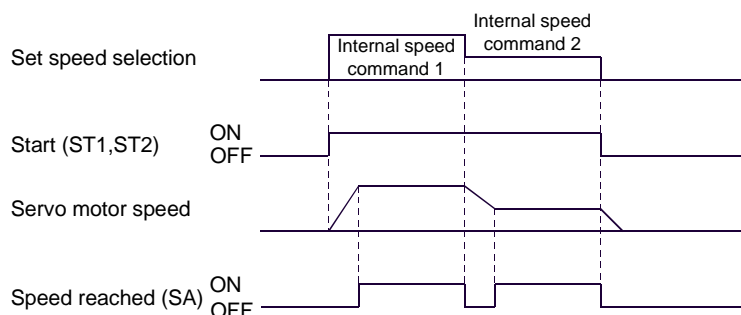 Set speed selection
Internal speed
command 1
Internal speed
command 2
Start (ST1,ST2)
ON
OFF
Servo motor speed
Speed reached (SA)
ON
OFF